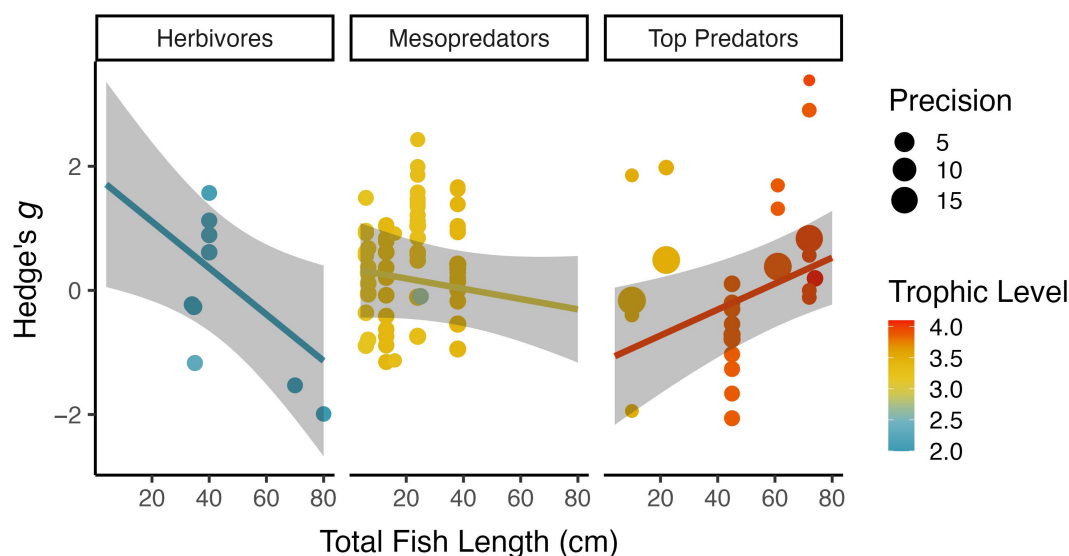 Herbivores Mesopredators Top Predators
Hedge's g
2
0
−2
20 40 60 80 20 40 60 80 20 40 60 80
Total Fish Length (cm)
Precision
5
10
15
Trophic Level
4.0
3.5
3.0
2.5
2.0